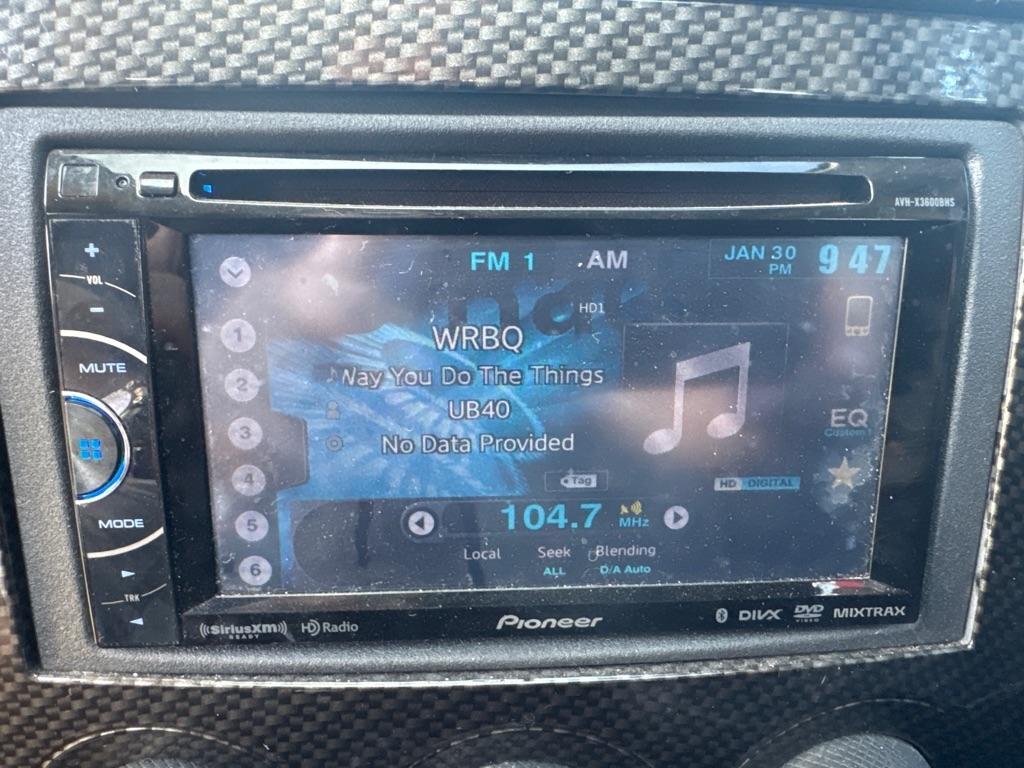 AVH-X3600BHS
+
VOL
-
MUTE
MODE
TRK
FM 1
AM
JAN 30
PM
9 47
HD1
WRBQ
Way You Do The Things
UB40
No Data Provided
Tag
HD DIGITAL
EQ
Custom1
1
2
3
4
5
6
104.7 MHz
Local
Seek
ALL
Blending
D/A Auto
((SiriusXM))
READY
HD Radio
Pioneer
DIVX
DVD
VIDEO
MIXTRAX